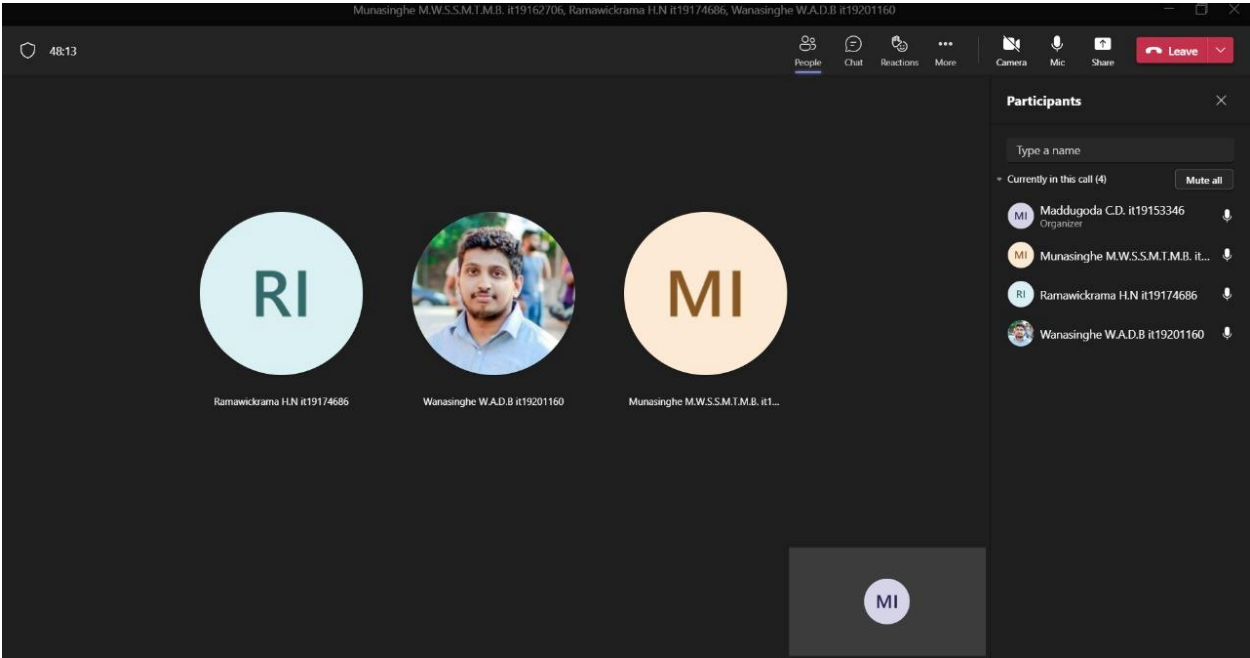 Munasinghe M.W.S.S.M.T.M.B. it19162706, Ramawickrama H.N it19174686, Wanasinghe W.A.D.B it19201160
48:13
People
Chat
Reactions
More
Camera
Mic
Share
Leave
Participants
Type a name
Currently in this call (4)
Mute all
MI
Maddugoda C.D. it19153346
Organizer
MI
Munasinghe M.W.S.S.M.T.M.B. it...
RI
Ramawickrama H.N it19174686
Wanasinghe W.A.D.B it19201160
RI
MI
Ramawickrama H.N it19174686
Wanasinghe W.A.D.B it19201160
Munasinghe M.W.S.S.M.T.M.B. it1...
MI